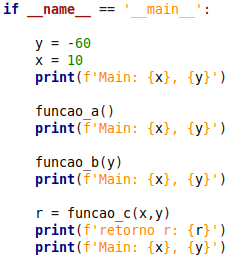 if __name__ == '__main__':
    y = -60
    x = 10
    print(f'Main: {x}, {y}')
    funcao_a()
    print(f'Main: {x}, {y}')
    funcao_b(y)
    print(f'Main: {x}, {y}')
    r = funcao_c(x,y)
    print(f'retorno r: {r}')
    print(f'Main: {x}, {y}')